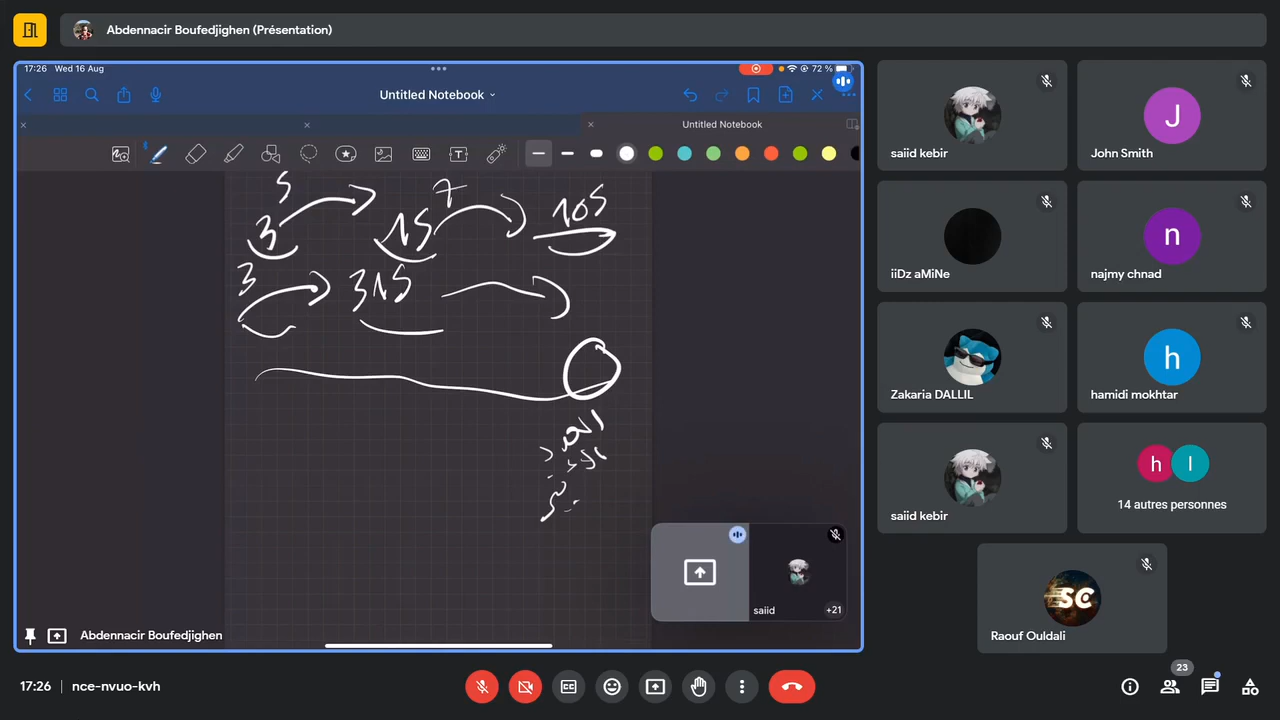 Abdennacir Boufedjighen (Présentation)
17:26 Wed 16 Aug
72 %
Untitled Notebook
Untitled Notebook
T
5
7
3
15
105
3
315
saiid
+21
Abdennacir Boufedjighen
saiid kebir
J
John Smith
iiDz aMiNe
n
najmy chnad
Zakaria DALLIL
h
hamidi mokhtar
saiid kebir
h l
14 autres personnes
SC
Raouf Ouldali
17:26 | nce-nvuo-kvh
CC
23